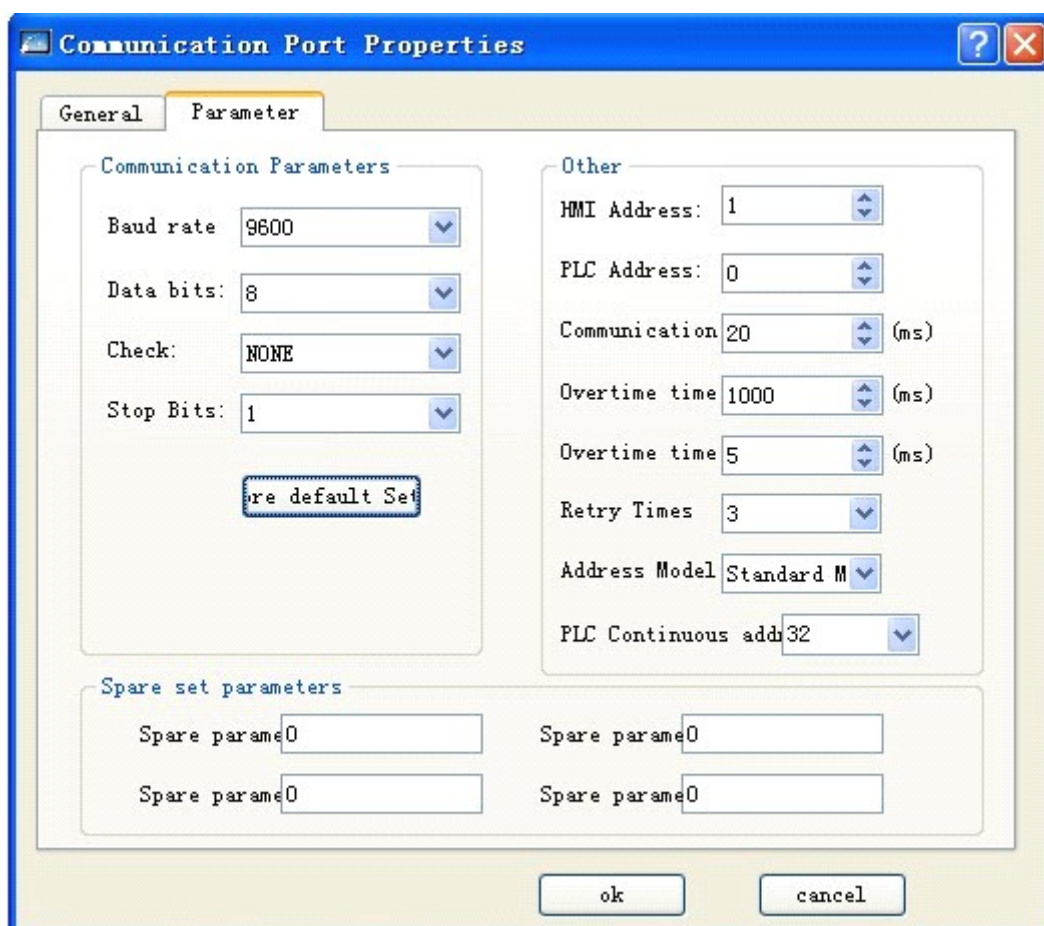 Communication Port Properties
General
Parameter
Communication Parameters
Baud rate 9600
Data bits: 8
Check: NONE
Stop Bits: 1
re default Set
Other
HMI Address: 1
PLC Address: 0
Communication 20 (ms)
Overtime time 1000 (ms)
Overtime time 5 (ms)
Retry Times 3
Address Model Standard M
PLC Continuous add 32
Spare set parameters
Spare parame 0
Spare parame 0
Spare parame 0
Spare parame 0
ok
cancel